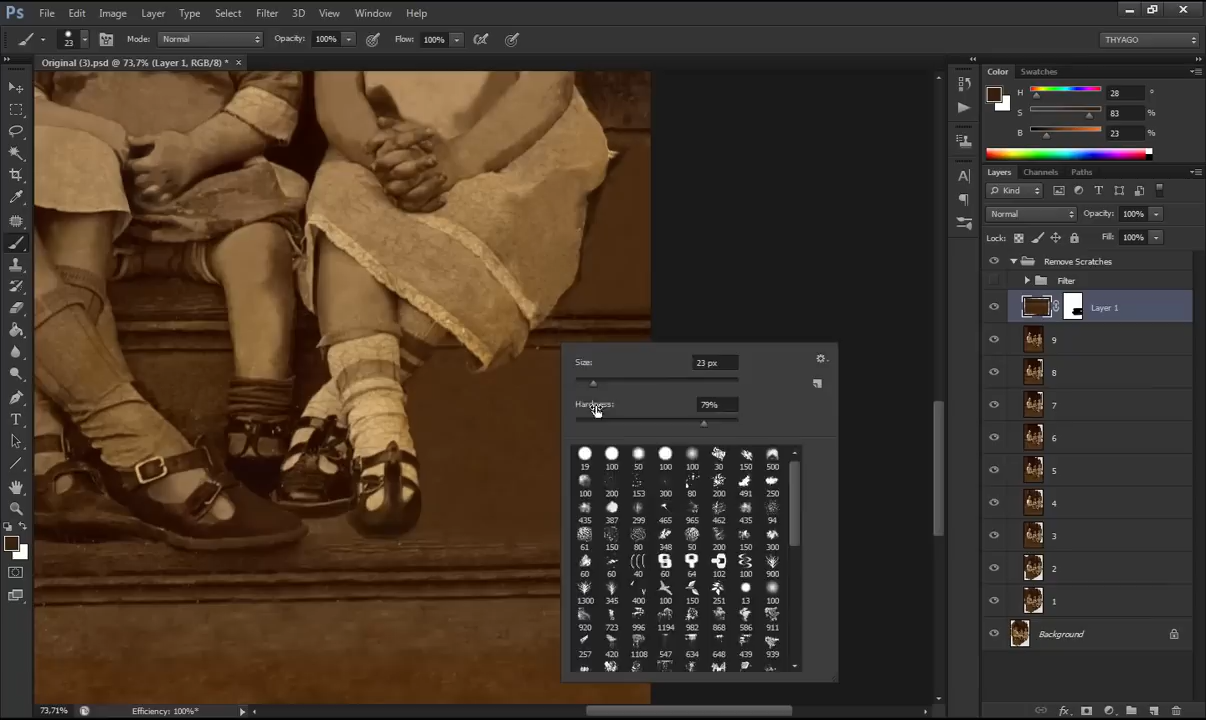 Ps File Edit Image Layer Type Select Filter 3D View Window Help
23 Mode: Normal Opacity: 100% Flow: 100% THYAGO
Original (3).psd @ 73,7% (Layer 1, RGB/8) * ×
Color Swatches
H 28 °
S 83 %
B 23 %
Layers Channels Paths
Kind
Normal Opacity: 100%
Lock: Fill: 100%
Remove Scratches
Filter
Layer 1
9
8
7
6
5
4
3
2
1
Background
Size: 23 px
Hardness: 79%
19 100 50 100 100 30 150 500
100 200 153 300 80 200 491 250
435 387 299 465 965 462 435 94
61 150 80 348 50 200 150 300
60 60 40 60 64 102 100 900
1300 345 400 100 150 251 13 100
920 723 996 1194 982 868 586 911
257 420 1108 547 634 648 439 939
73,71% Efficiency: 100%*